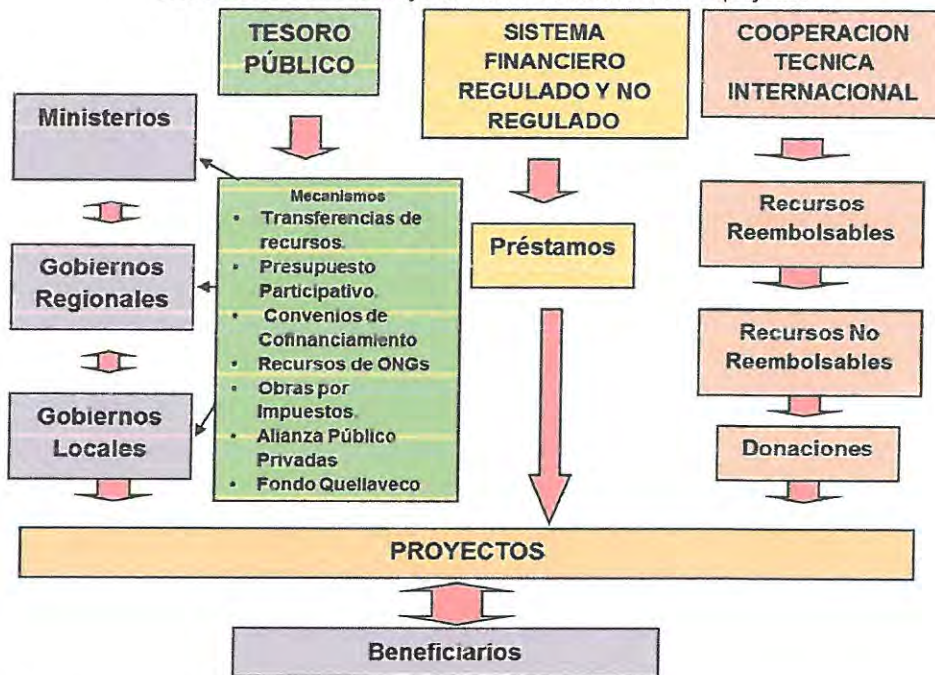 TESORO
PÚBLICO
SISTEMA
FINANCIERO
REGULADO Y NO
REGULADO
COOPERACION
TECNICA
INTERNACIONAL
Ministerios
Gobiernos
Regionales
Gobiernos
Locales
Mecanismos
• Transferencias de
recursos.
• Presupuesto
Participativo.
• Convenios de
Cofinanciamiento
• Recursos de ONGs
• Obras por
Impuestos.
• Alianza Público
Privadas
• Fondo Quellaveco
Préstamos
Recursos
Reembolsables
Recursos No
Reembolsables
Donaciones
PROYECTOS
Beneficiarios